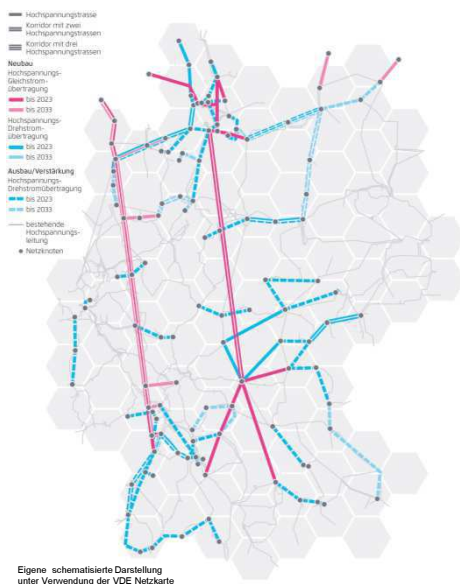 Hochspannungstrasse
Korridor mit zwei
Hochspannungstrassen
Korridor mit drei
Hochspannungstrassen
Neubau
Hochspannungs-
Gleichstrom-
übertragung
bis 2023
bis 2033
Hochspannungs-
Drehstrom-
übertragung
bis 2023
bis 2033
Ausbau/Verstärkung
Hochspannungs-
Drehstromübertragung
bis 2023
bis 2033
bestehende
Hochspannungs-
leitung
Netzknoten
Eigene schematisierte Darstellung
unter Verwendung der VDE Netzkarte